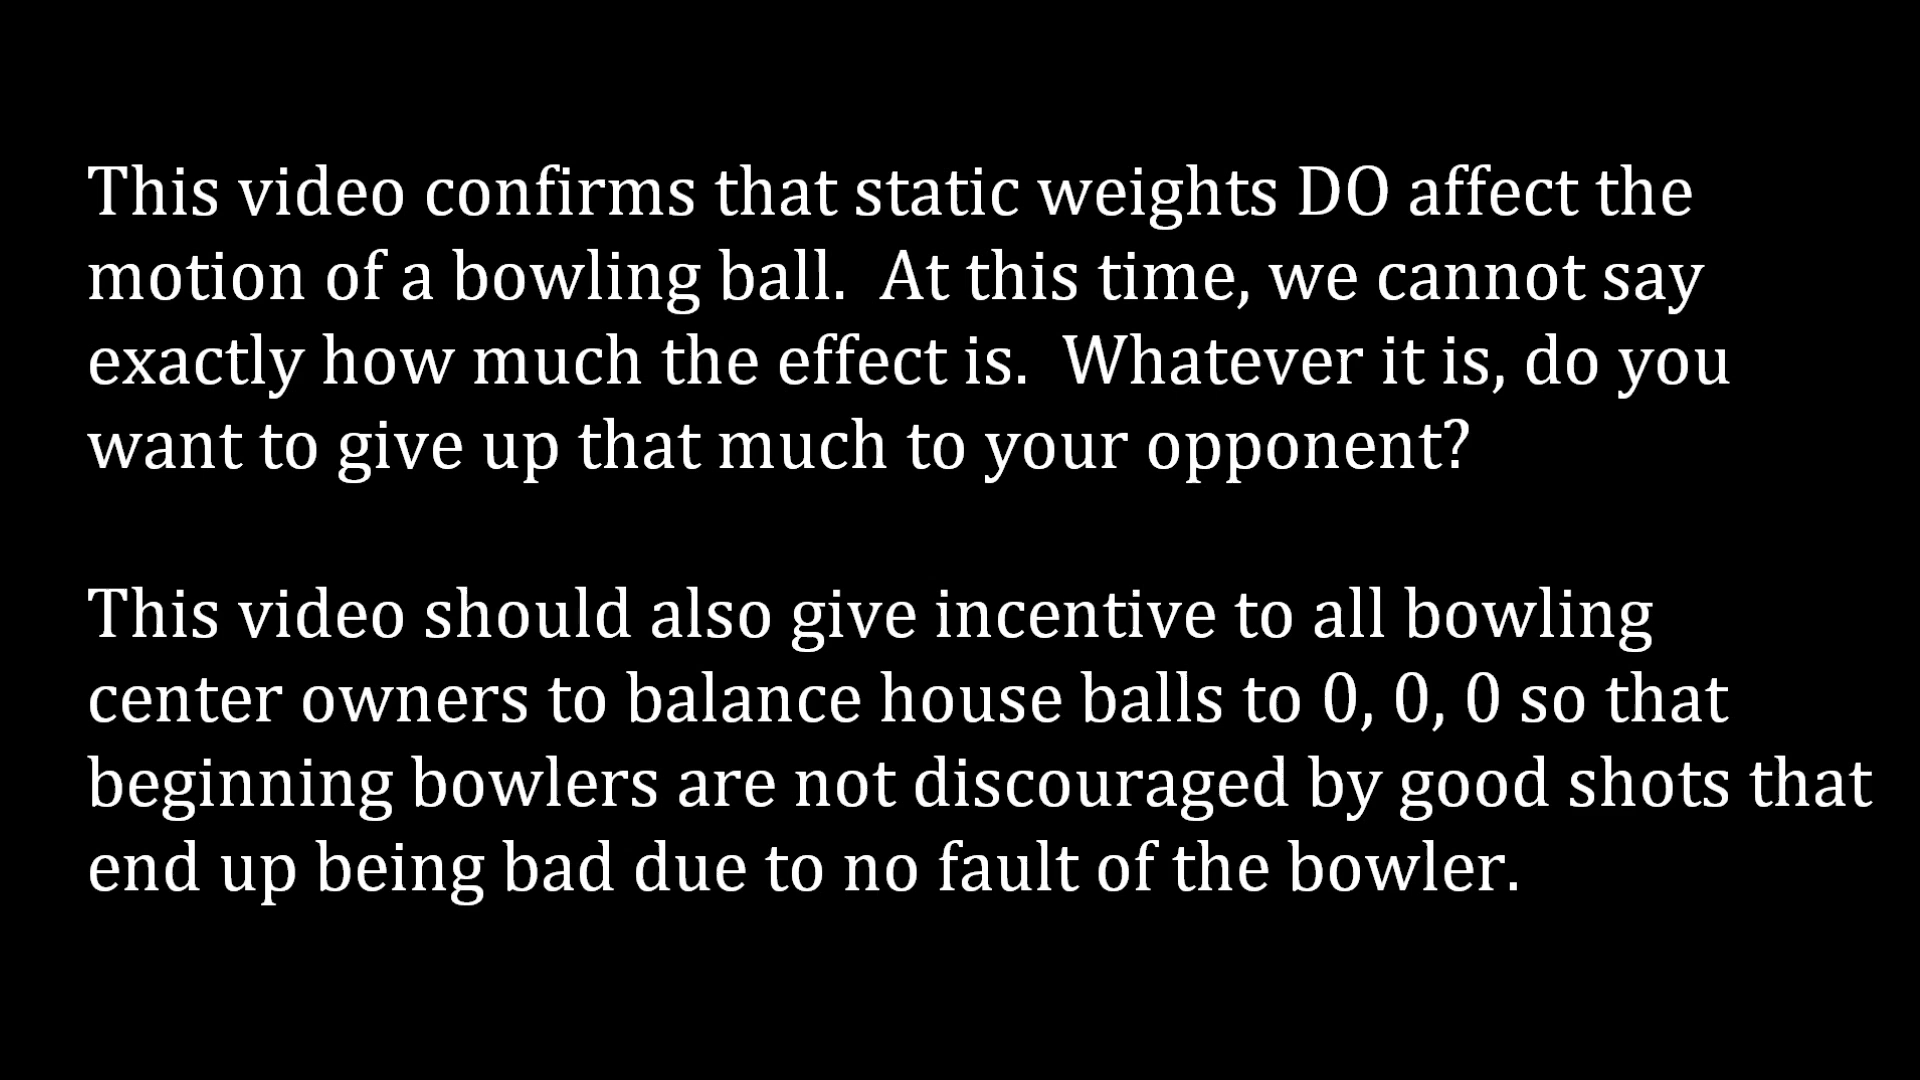 This video confirms that static weights DO affect the
motion of a bowling ball.  At this time, we cannot say
exactly how much the effect is.  Whatever it is, do you
want to give up that much to your opponent?
This video should also give incentive to all bowling
center owners to balance house balls to 0, 0, 0 so that
beginning bowlers are not discouraged by good shots that
end up being bad due to no fault of the bowler.